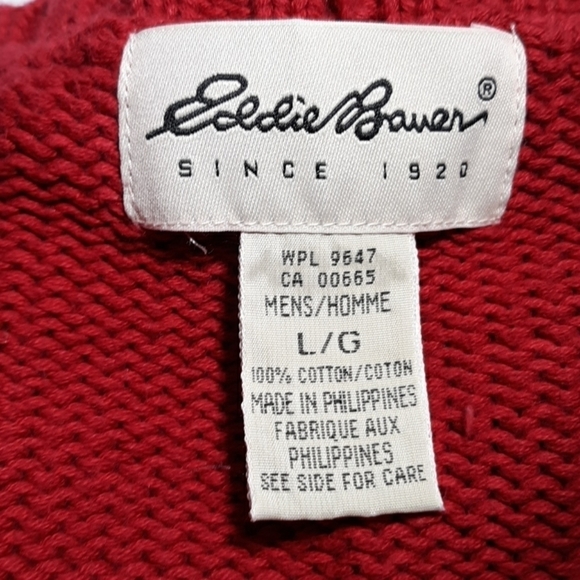 Eddie Bauer®
SINCE 1920
WPL 9647
CA 00665
MENS/HOMME
L/G
100% COTTON/COTON
MADE IN PHILIPPINES
FABRIQUE AUX
PHILIPPINES
SEE SIDE FOR CARE